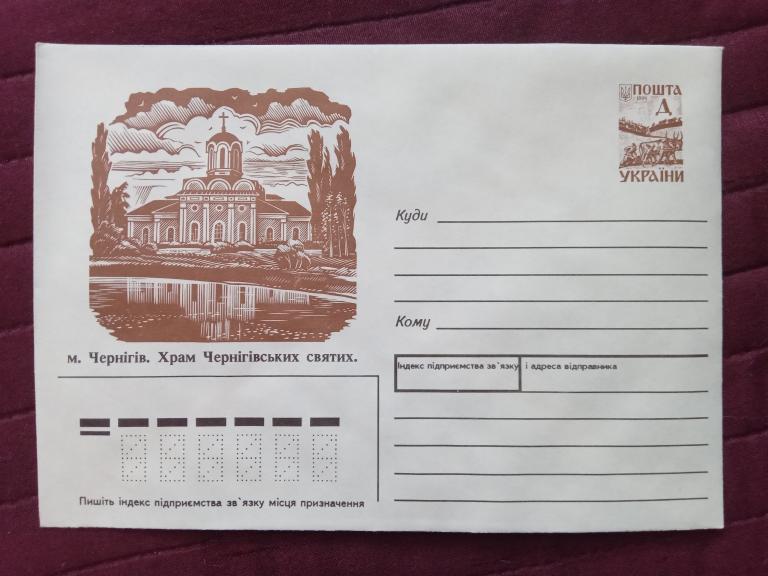 ПОШТА
Д
УКРАЇНИ
Куди
Кому
м. Чернігів. Храм Чернігівських святих.
Індекс підприємства зв`язку і адреса відправника
Пишіть індекс підприємства зв`язку місця призначення